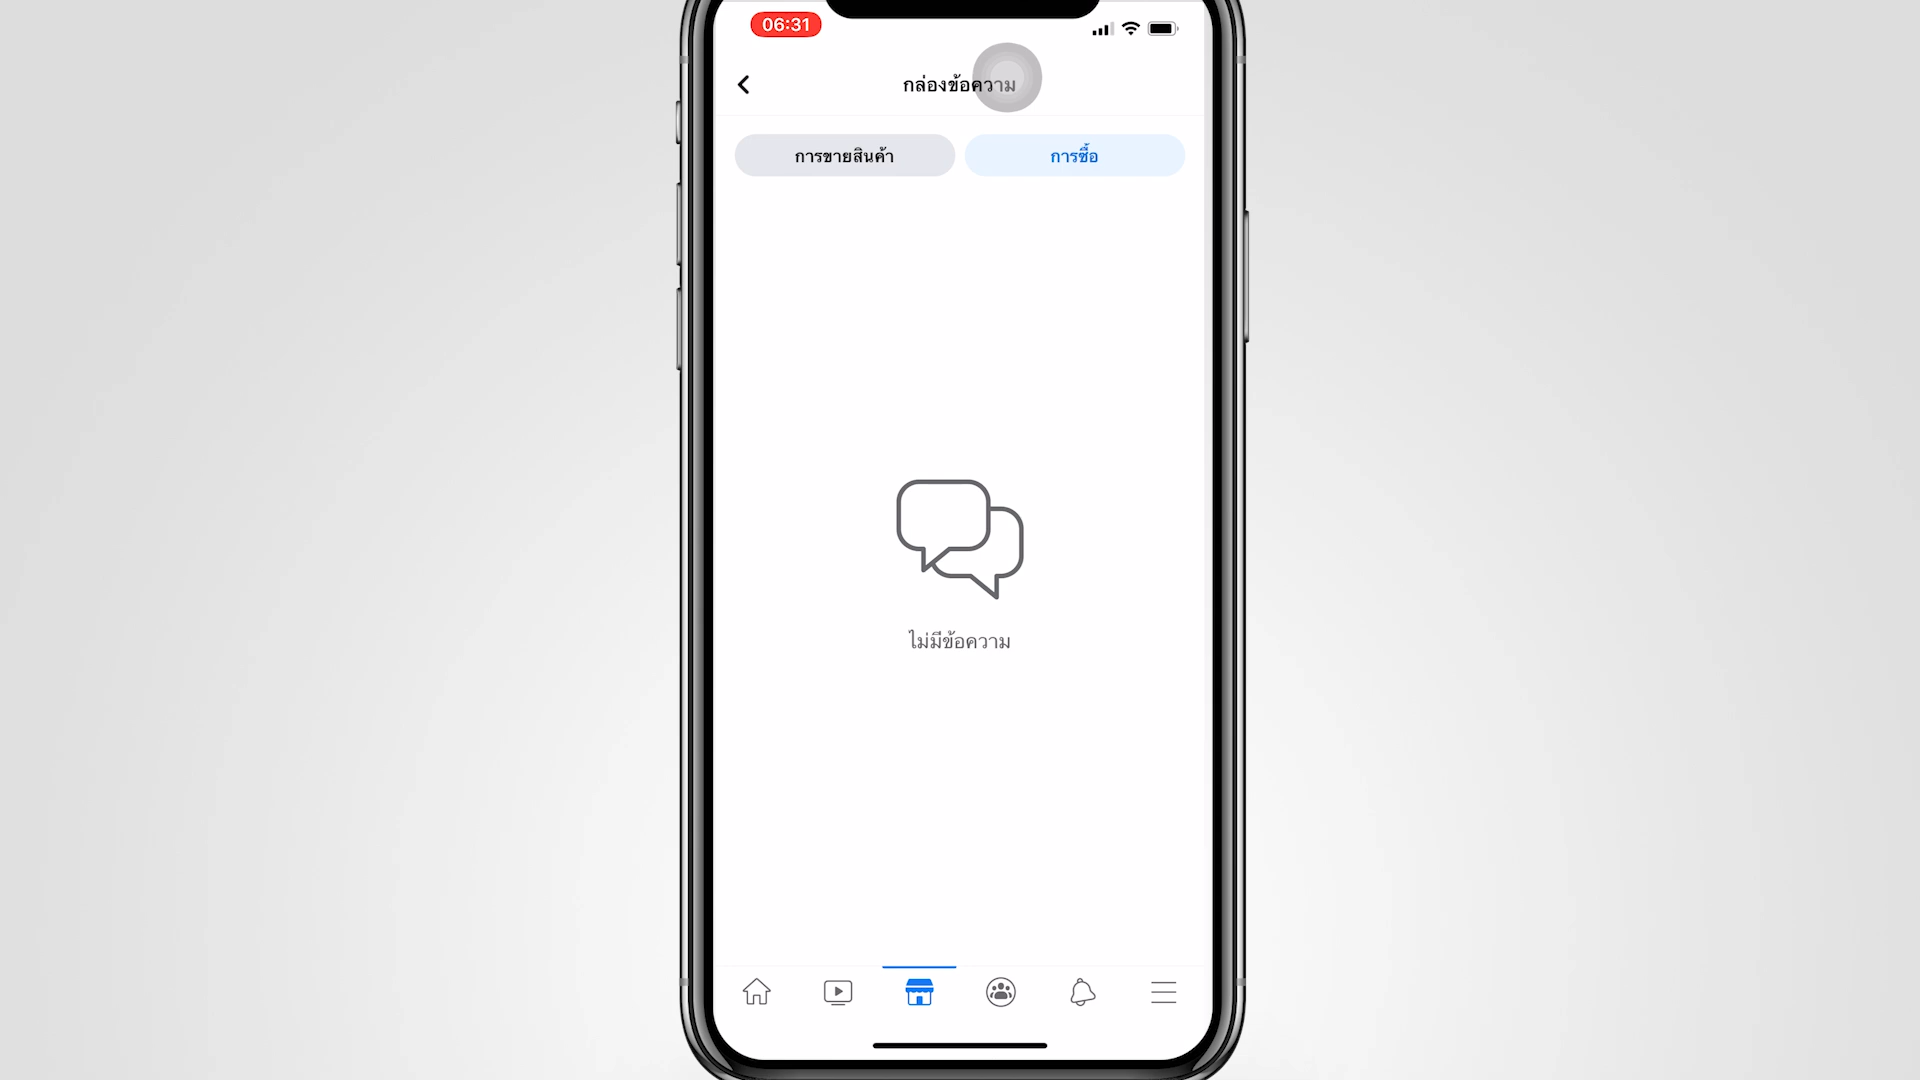 06:31
กล่องข้อความ
การขายสินค้า
การซื้อ
ไม่มีข้อความ